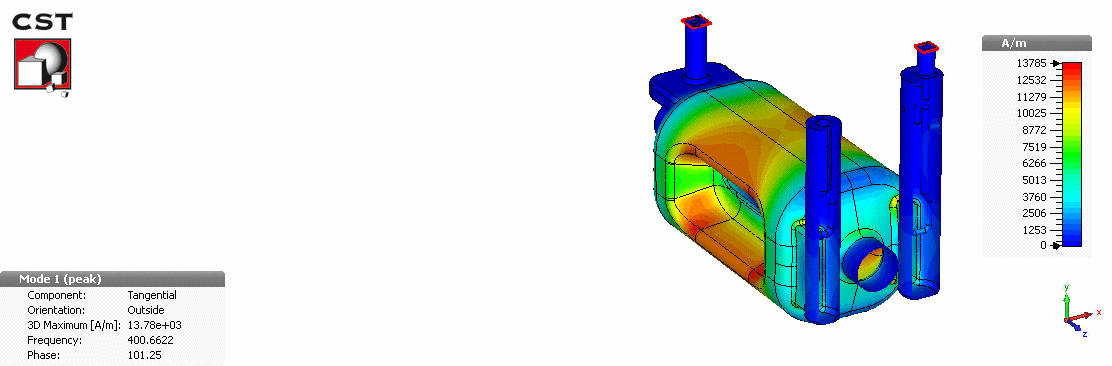 CST
A/m
13785
12532
11279
10025
8772
7519
6266
5013
3760
2506
1253
0
y
x
z
Mode 1 (peak)
Component: Tangential
Orientation: Outside
3D Maximum [A/m]: 13.78e+03
Frequency: 400.6622
Phase: 101.25